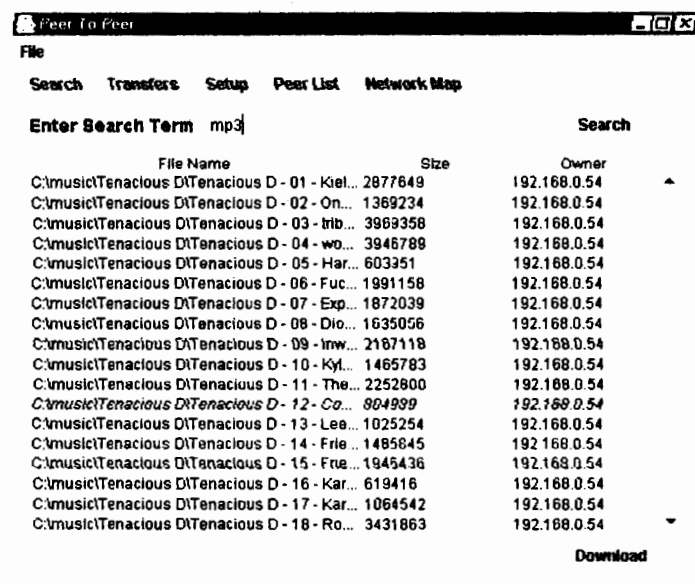 Peer To Peer
File
Search Transfers Setup Peer List Network Map
Enter Search Term mp3 Search
File Name Size Owner
C:\music\Tenacious D\Tenacious D - 01 - Kiel... 2877649 192.168.0.54
C:\music\Tenacious D\Tenacious D - 02 - On... 1369234 192.168.0.54
C:\music\Tenacious D\Tenacious D - 03 - trib... 3969358 192.168.0.54
C:\music\Tenacious D\Tenacious D - 04 - wo... 3946789 192.168.0.54
C:\music\Tenacious D\Tenacious D - 05 - Har... 603951 192.168.0.54
C:\music\Tenacious D\Tenacious D - 06 - Fuc... 1991158 192.168.0.54
C:\music\Tenacious D\Tenacious D - 07 - Exp... 1872039 192.168.0.54
C:\music\Tenacious D\Tenacious D - 08 - Dio... 1635056 192.168.0.54
C:\music\Tenacious D\Tenacious D - 09 - Inw... 2167118 192.168.0.54
C:\music\Tenacious D\Tenacious D - 10 - Kyl... 1465783 192.168.0.54
C:\music\Tenacious D\Tenacious D - 11 - The... 2252800 192.168.0.54
C:\music\Tenacious D\Tenacious D - 12 - Co... 804999 192.168.0.54
C:\music\Tenacious D\Tenacious D - 13 - Lee... 1025254 192.168.0.54
C:\music\Tenacious D\Tenacious D - 14 - Frie... 1485845 192.168.0.54
C:\music\Tenacious D\Tenacious D - 15 - Frie... 1946436 192.168.0.54
C:\music\Tenacious D\Tenacious D - 16 - Kar... 619416 192.168.0.54
C:\music\Tenacious D\Tenacious D - 17 - Kar... 1064542 192.168.0.54
C:\music\Tenacious D\Tenacious D - 18 - Ro... 3431863 192.168.0.54
Download